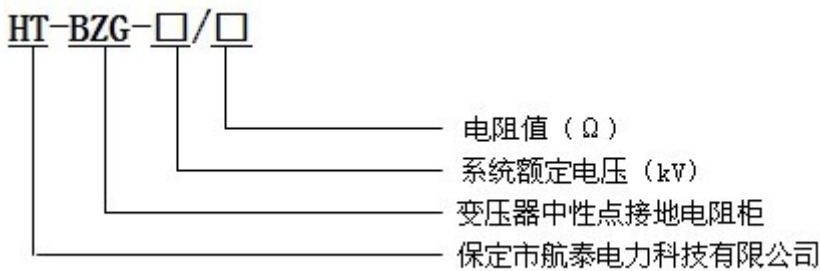 HT-BZG-□/□
电阻值（Ω）
系统额定电压（kV）
变压器中性点接地电阻柜
保定市航泰电力科技有限公司